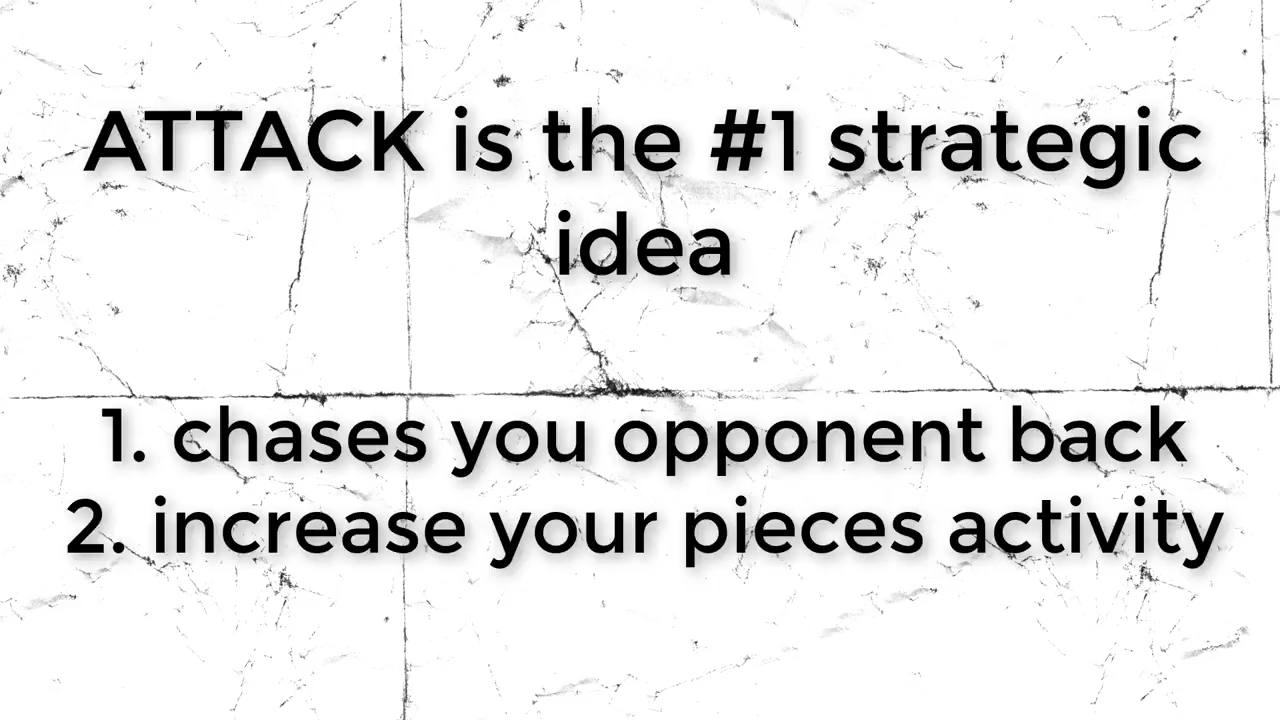 ATTACK is the #1 strategic
idea
1. chases you opponent back
2. increase your pieces activity